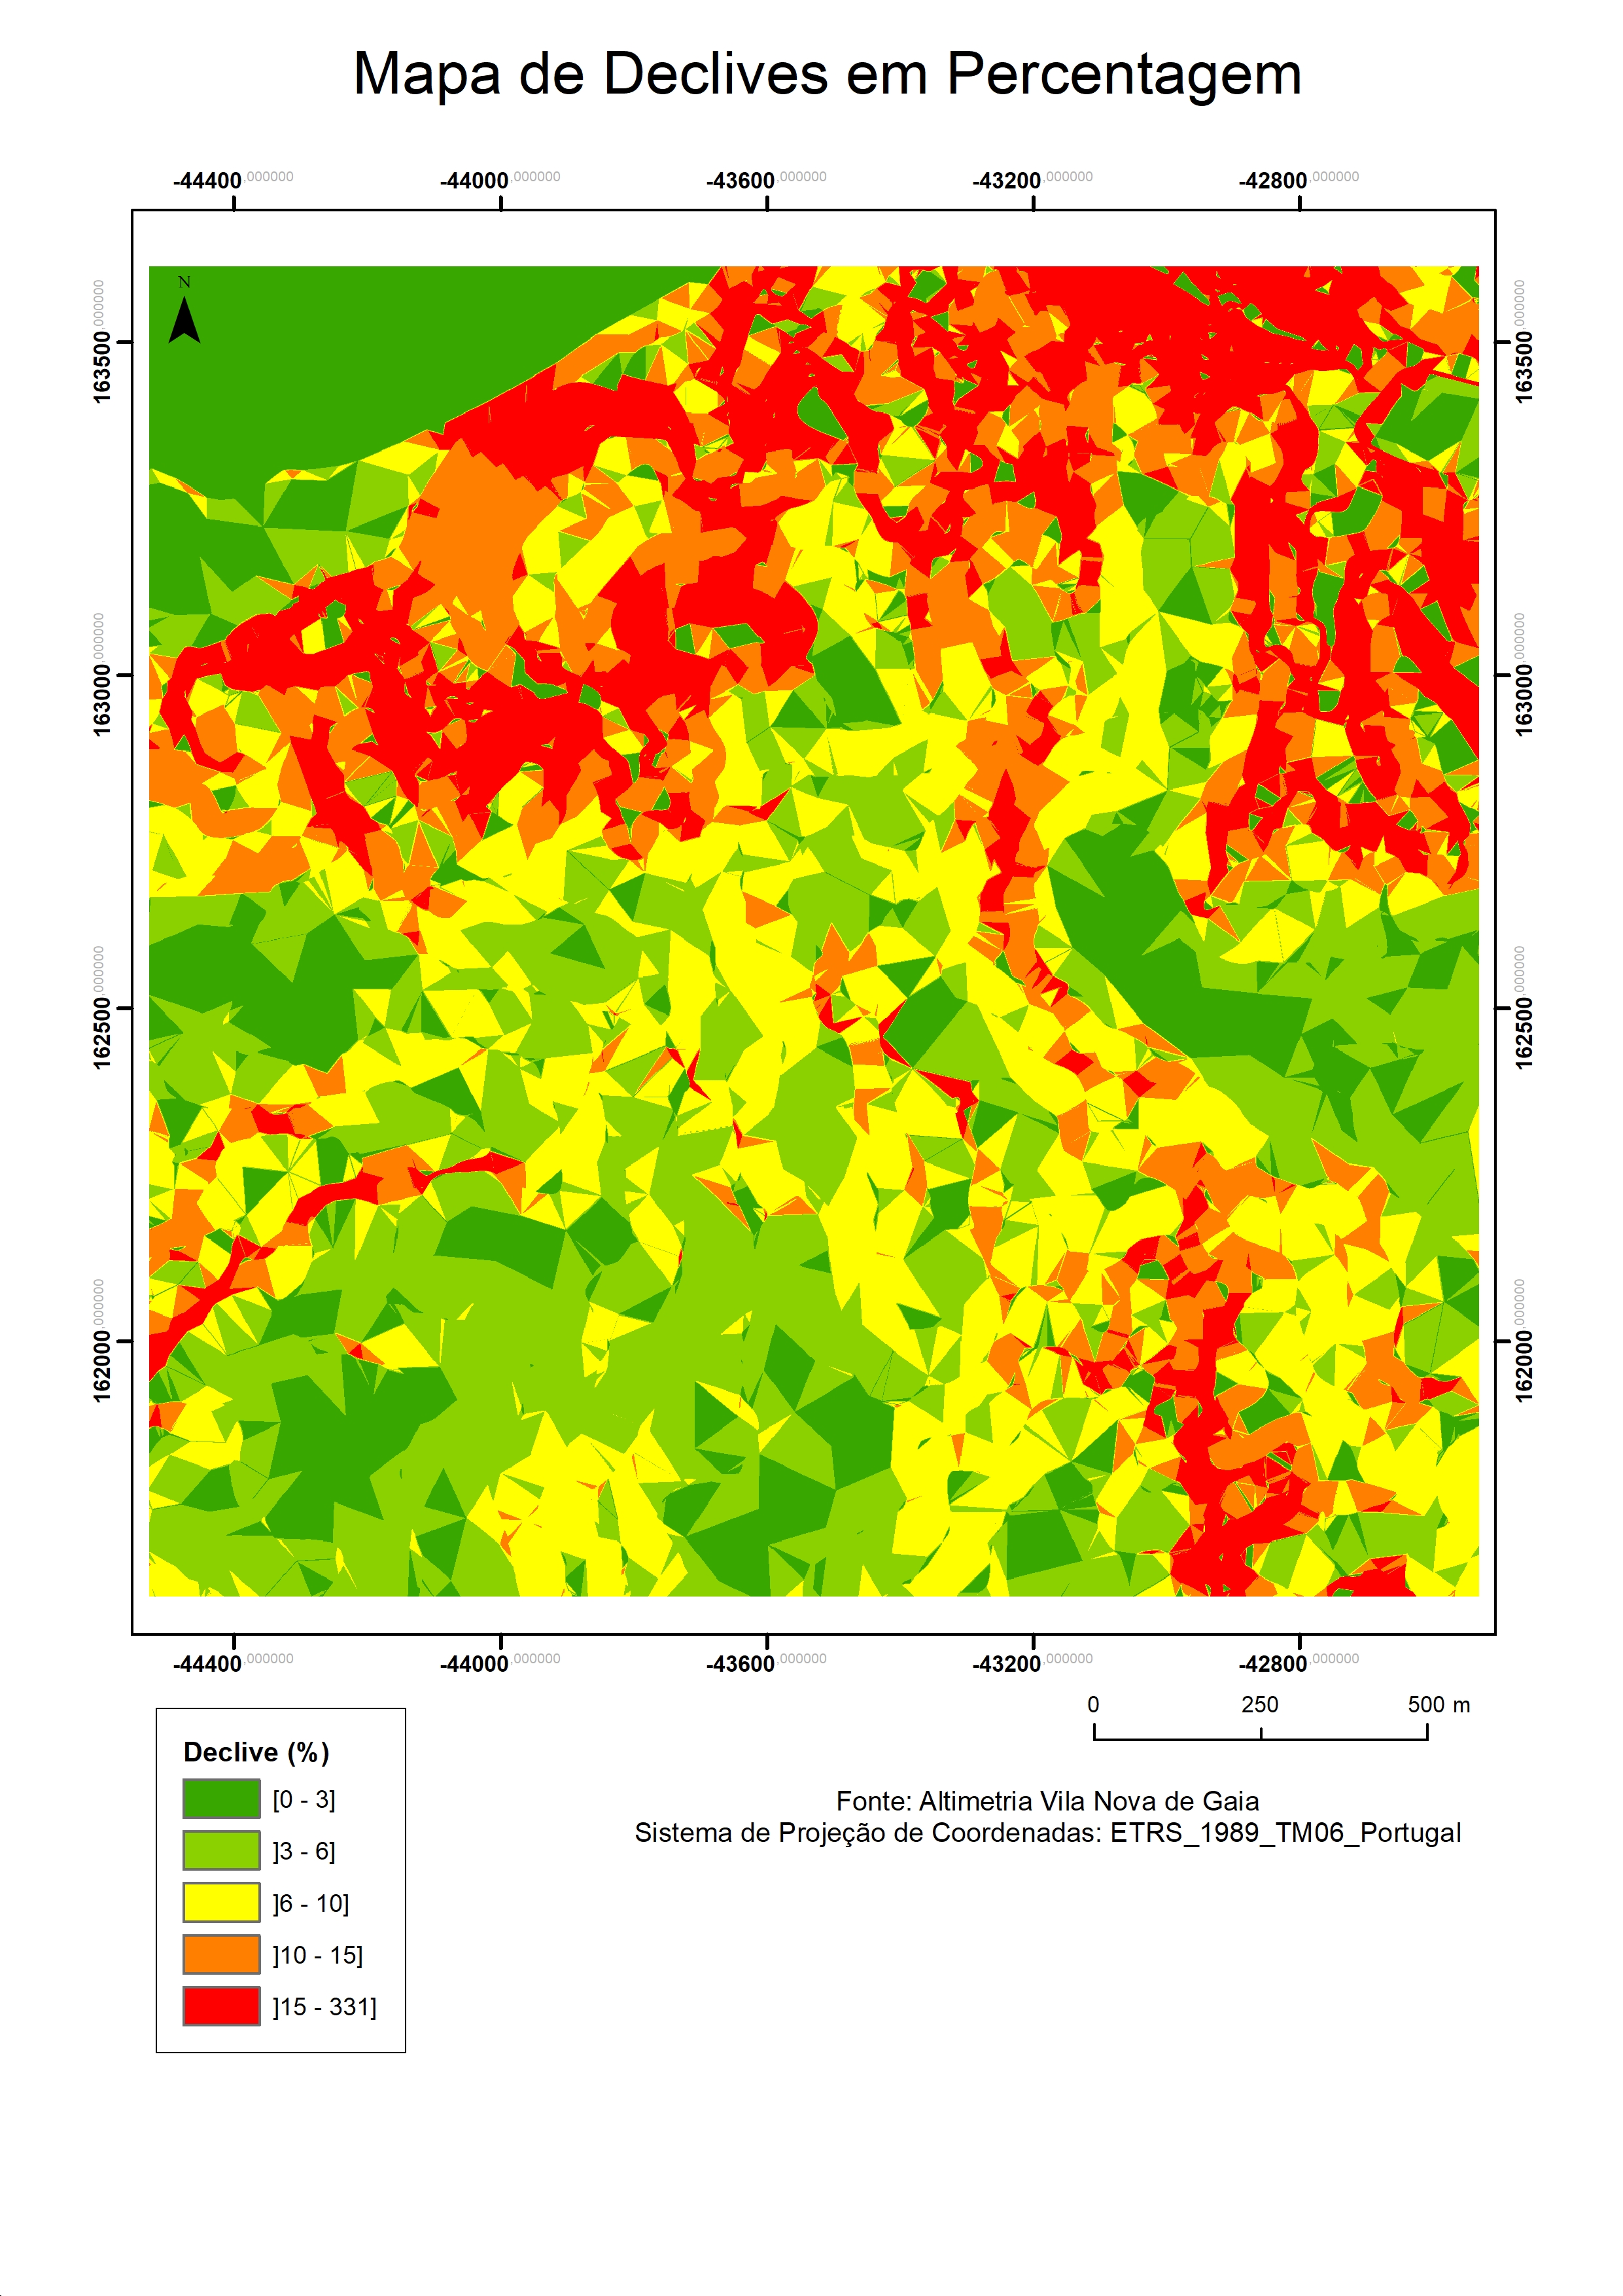 Mapa de Declives em Percentagem
-44400,000000 -44000,000000 -43600,000000 -43200,000000 -42800,000000
N
163500,000000 163500,000000
163000,000000 163000,000000
162500,000000 162500,000000
162000,000000 162000,000000
-44400,000000 -44000,000000 -43600,000000 -43200,000000 -42800,000000
0 250 500 m
Declive (%)
[0 - 3]
]3 - 6]
]6 - 10]
]10 - 15]
]15 - 331]
Fonte: Altimetria Vila Nova de Gaia
Sistema de Projeção de Coordenadas: ETRS_1989_TM06_Portugal